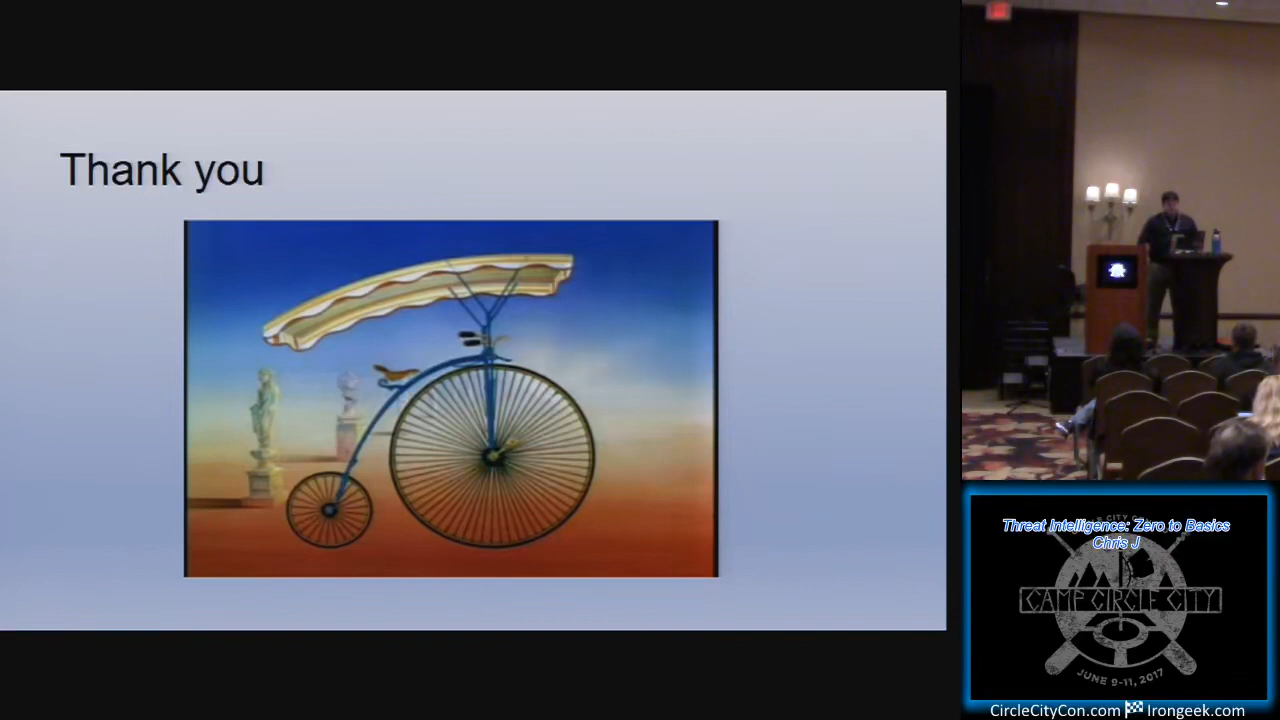 Thank you
Threat Intelligence: Zero to Basics
Chris J
CAMP CIRCLE CITY
JUNE 9-11, 2017
CircleCityCon.com Irongeek.com